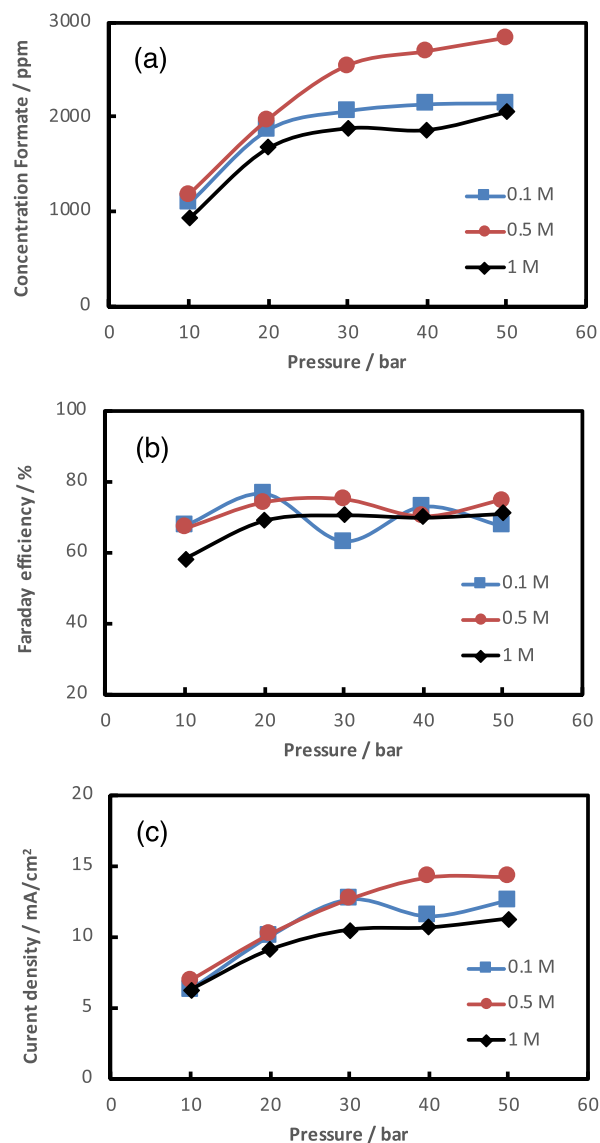 (a)
Concentration Formate / ppm
3000
2000
1000
0
0 10 20 30 40 50 60
Pressure / bar
0.1 M
0.5 M
1 M
(b)
Faraday efficiency / %
100
80
60
40
20
0 10 20 30 40 50 60
Pressure / bar
0.1 M
0.5 M
1 M
(c)
Curent density / mA/cm²
20
15
10
5
0
0 10 20 30 40 50 60
Pressure / bar
0.1 M
0.5 M
1 M